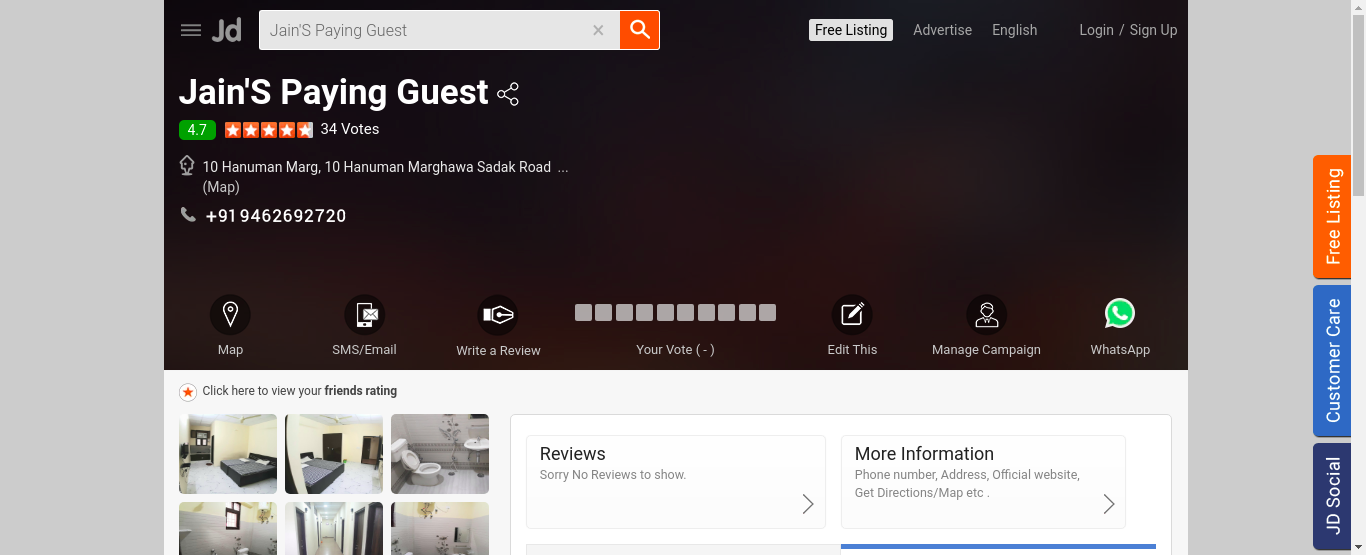 Jd
Jain'S Paying Guest
Free Listing
Advertise
English
Login / Sign Up
Jain'S Paying Guest
4.7
34 Votes
10 Hanuman Marg, 10 Hanuman Marghawa Sadak Road ...
(Map)
+919462692720
Map
SMS/Email
Write a Review
Your Vote ( - )
Edit This
Manage Campaign
WhatsApp
Click here to view your friends rating
Reviews
Sorry No Reviews to show.
More Information
Phone number, Address, Official website,
Get Directions/Map etc .
Free Listing
Customer Care
JD Social